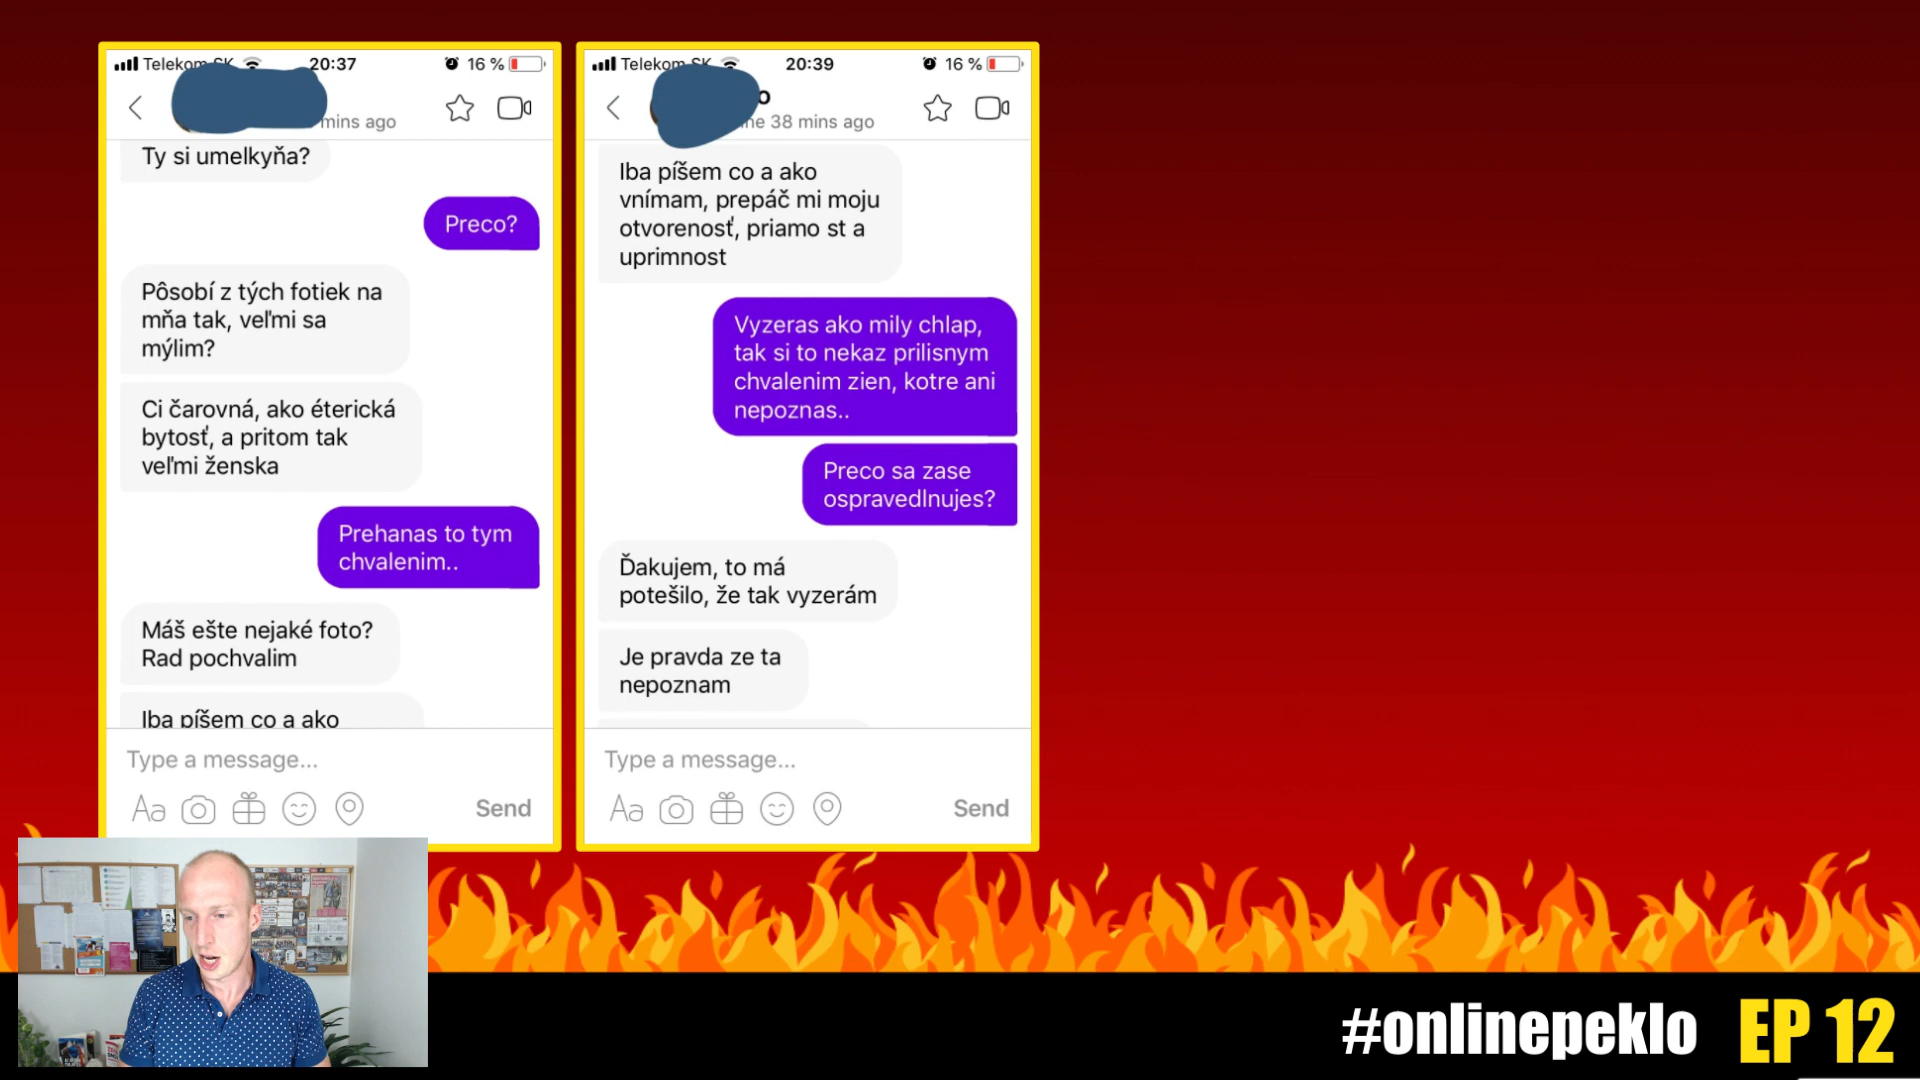 Telekom SK
20:37
16 %
mins ago
Ty si umelkyňa?
Preco?
Pôsobí z tých fotiek na
mňa tak, veľmi sa
mýlim?
Ci čarovná, ako éterická
bytosť, a pritom tak
veľmi ženska
Prehanas to tym
chvalenim..
Máš ešte nejaké foto?
Rad pochvalim
Iba píšem co a ako
Type a message...
Aa
Send
Telekom SK
20:39
16 %
o
ne 38 mins ago
Iba píšem co a ako
vnímam, prepáč mi moju
otvorenosť, priamo st a
uprimnost
Vyzeras ako mily chlap,
tak si to nekaz prilisnym
chvalenim zien, kotre ani
nepoznas..
Preco sa zase
ospravedlnujes?
Ďakujem, to má
potešilo, že tak vyzerám
Je pravda ze ta
nepoznam
Type a message...
Aa
Send
#onlinepeklo EP 12